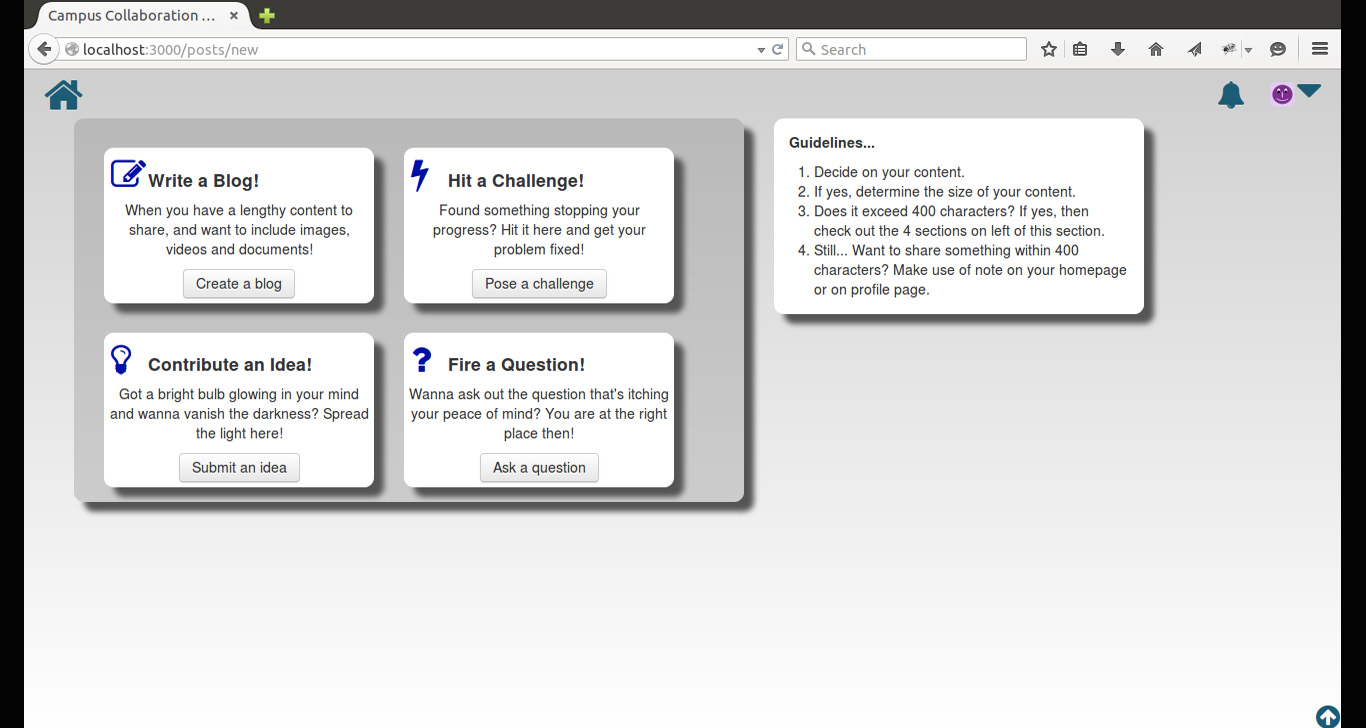 Campus Collaboration ...
localhost:3000/posts/new
Search
Write a Blog!
When you have a lengthy content to
share, and want to include images,
videos and documents!
Create a blog
Hit a Challenge!
Found something stopping your
progress? Hit it here and get your
problem fixed!
Pose a challenge
Contribute an Idea!
Got a bright bulb glowing in your mind
and wanna vanish the darkness? Spread
the light here!
Submit an idea
Fire a Question!
Wanna ask out the question that's itching
your peace of mind? You are at the right
place then!
Ask a question
Guidelines...
1. Decide on your content.
2. If yes, determine the size of your content.
3. Does it exceed 400 characters? If yes, then
check out the 4 sections on left of this section.
4. Still... Want to share something within 400
characters? Make use of note on your homepage
or on profile page.